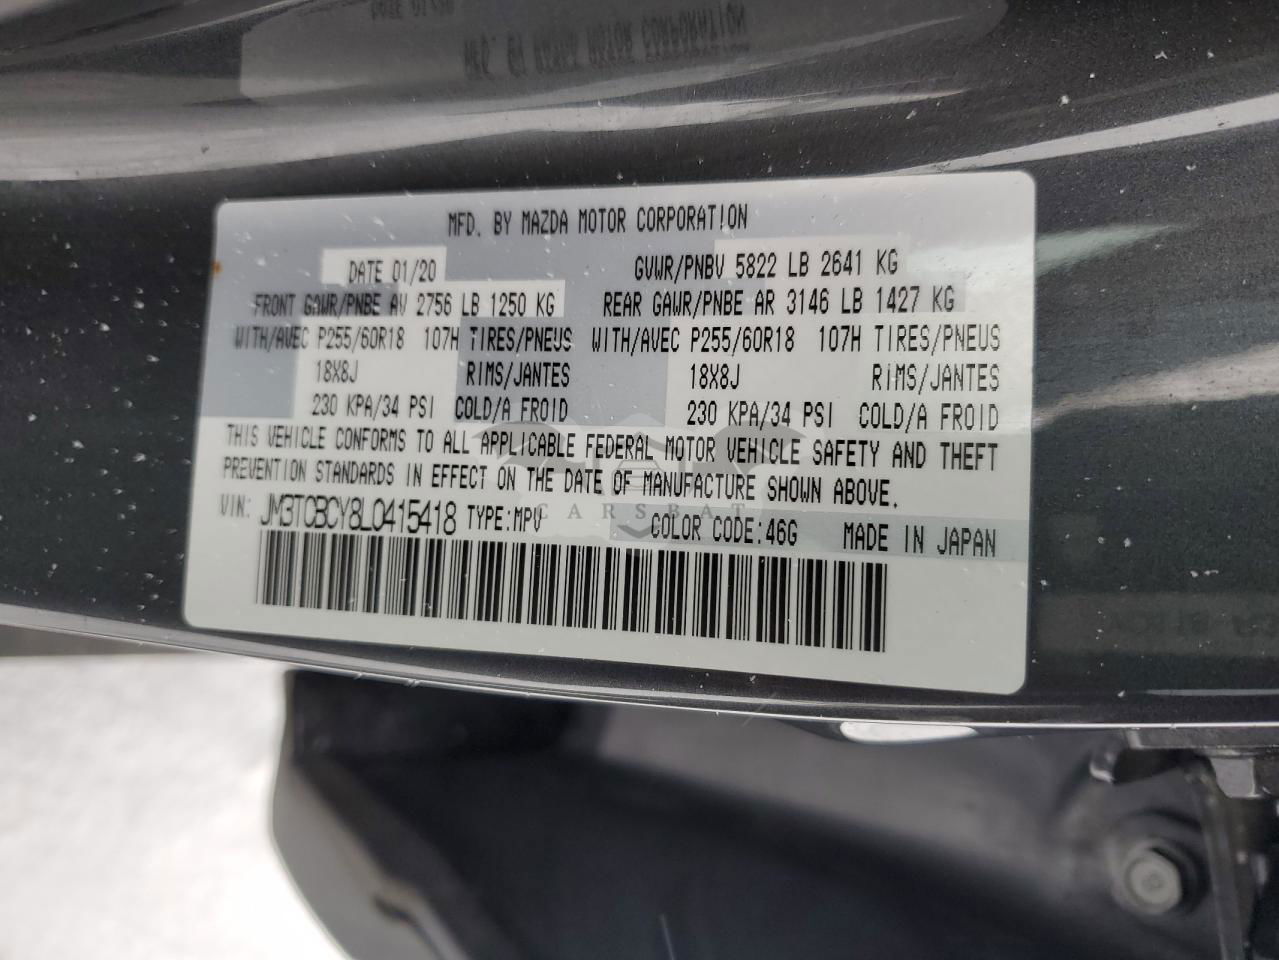 MFD. BY MAZDA MOTOR CORPORATION
DATE 01/20 GVWR/PNBV 5822 LB 2641 KG
FRONT GAWR/PNBE AV 2756 LB 1250 KG REAR GAWR/PNBE AR 3146 LB 1427 KG
WITH/AVEC P255/60R18 107H TIRES/PNEUS WITH/AVEC P255/60R18 107H TIRES/PNEUS
18X8J RIMS/JANTES 18X8J RIMS/JANTES
230 KPA/34 PSI COLD/A FROID 230 KPA/34 PSI COLD/A FROID
THIS VEHICLE CONFORMS TO ALL APPLICABLE FEDERAL MOTOR VEHICLE SAFETY AND THEFT
PREVENTION STANDARDS IN EFFECT ON THE DATE OF MANUFACTURE SHOWN ABOVE.
VIN: JM3TCBCY8L0415418 TYPE:MPV COLOR CODE:46G MADE IN JAPAN
CARSBAT